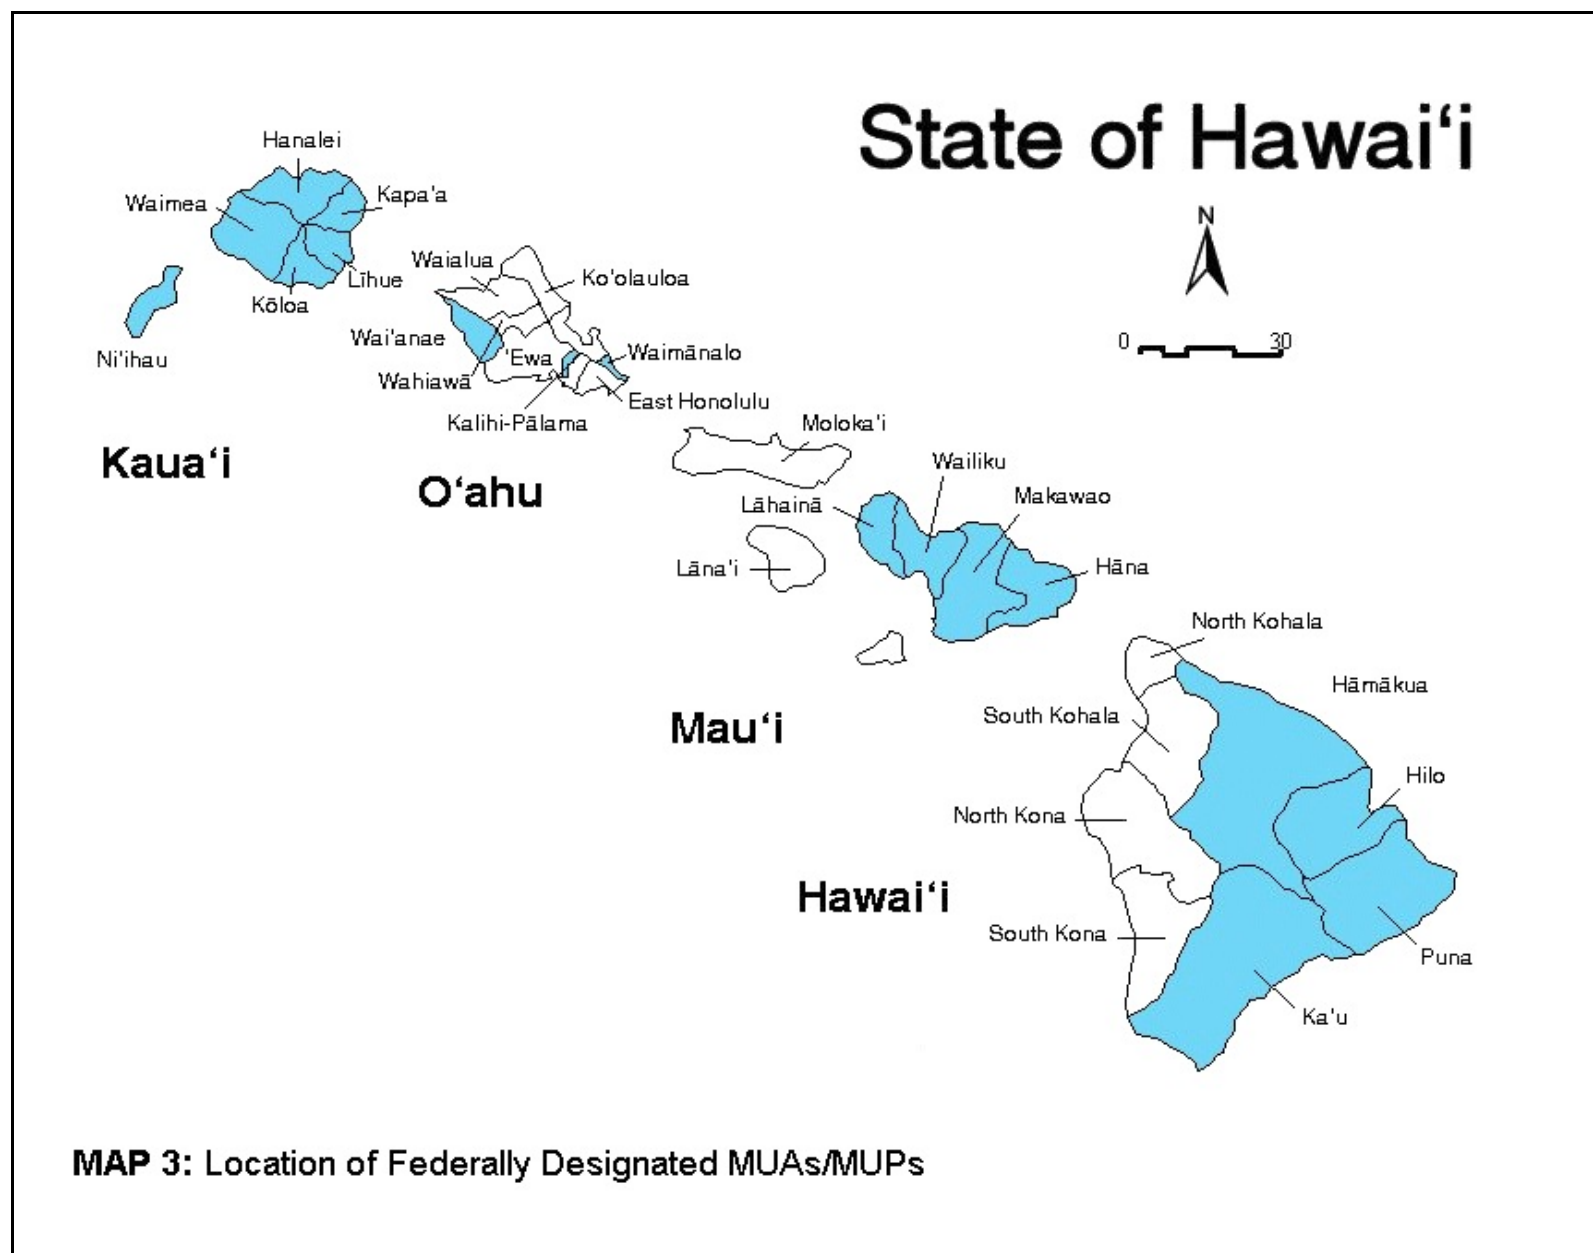 State of Hawai‘i
N
0 30
Hanalei
Waimea
Kapa'a
Līhue
Kōloa
Ni'ihau
Kaua‘i
Waialua
Ko'olauloa
Wai'anae
'Ewa
Waimānalo
Wahiawā
East Honolulu
Kalihi-Pālama
O‘ahu
Moloka'i
Wailiku
Makawao
Lāhainā
Lāna'i
Hāna
Mau‘i
North Kohala
Hāmākua
South Kohala
Hilo
North Kona
Hawai‘i
South Kona
Puna
Ka'u
MAP 3: Location of Federally Designated MUAs/MUPs